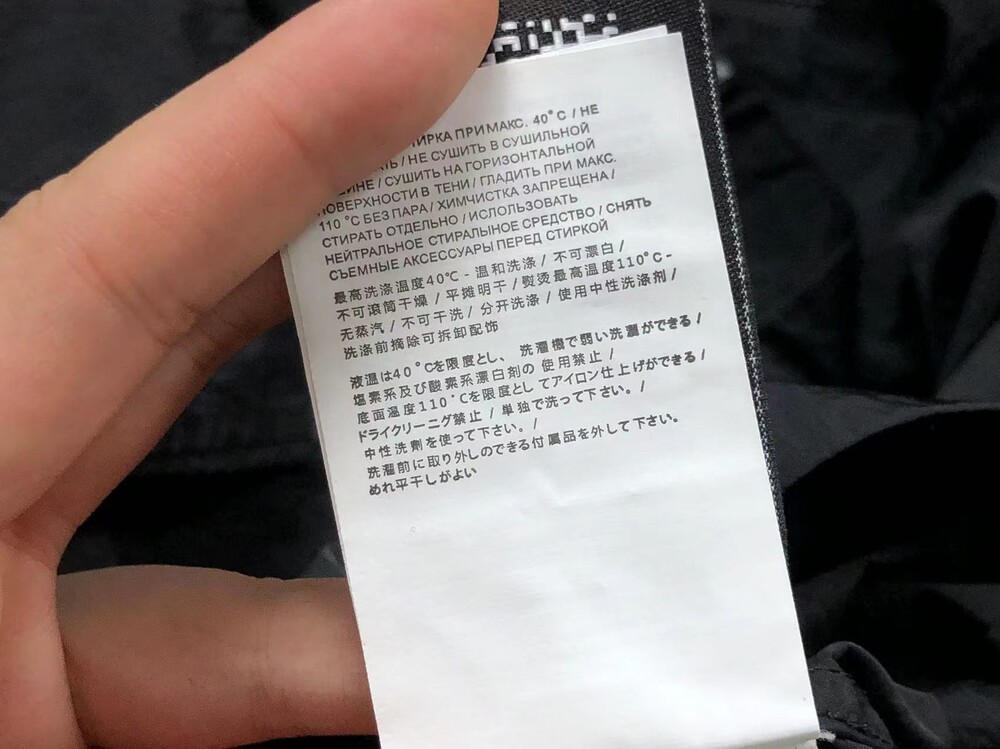 ПРИ МАКС. 40°C / НЕ
/ НЕ СУШИТЬ В СУШИЛЬНОЙ
/ СУШИТЬ НА ГОРИЗОНТАЛЬНОЙ
ПОВЕРХНОСТИ В ТЕНИ / ГЛАДИТЬ ПРИ МАКС.
110 °C БЕЗ ПАРА / ХИМЧИСТКА ЗАПРЕЩЕНА /
СТИРАТЬ ОТДЕЛЬНО / ИСПОЛЬЗОВАТЬ
НЕЙТРАЛЬНОЕ СТИРАЛЬНОЕ СРЕДСТВО / СНЯТЬ
СЪЕМНЫЕ АКСЕССУАРЫ ПЕРЕД СТИРКОЙ
最高洗涤温度40℃ - 温和洗涤 / 不可漂白 /
不可滚筒干燥 / 平摊明干 / 熨烫最高温度110°C -
无蒸汽 / 不可干洗 / 分开洗涤 / 使用中性洗涤剂 /
洗涤前摘除可拆卸配饰
液温は40°Cを限度とし、洗濯機で弱い洗濯ができる /
塩素系及び酸素系漂白剤の使用禁止 /
底面温度110°Cを限度としてアイロン仕上げができる /
ドライクリーニング禁止 / 単独で洗って下さい。 /
中性洗劑を使って下さい。 /
洗濯前に取り外しのできる付属品を外して下さい。
ぬれ平干しがよい